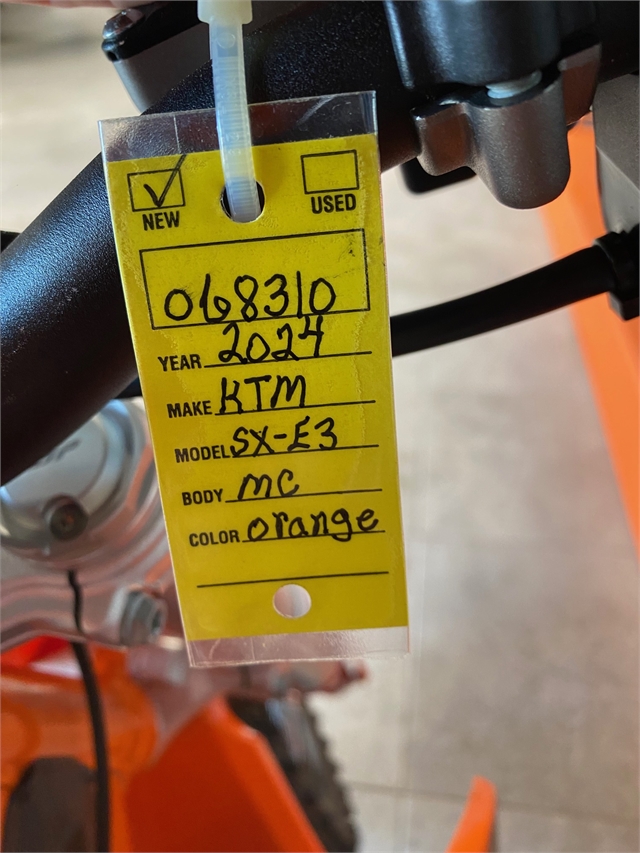 NEW USED
068310
YEAR 2024
MAKE KTM
MODEL SX-E3
BODY MC
COLOR orange